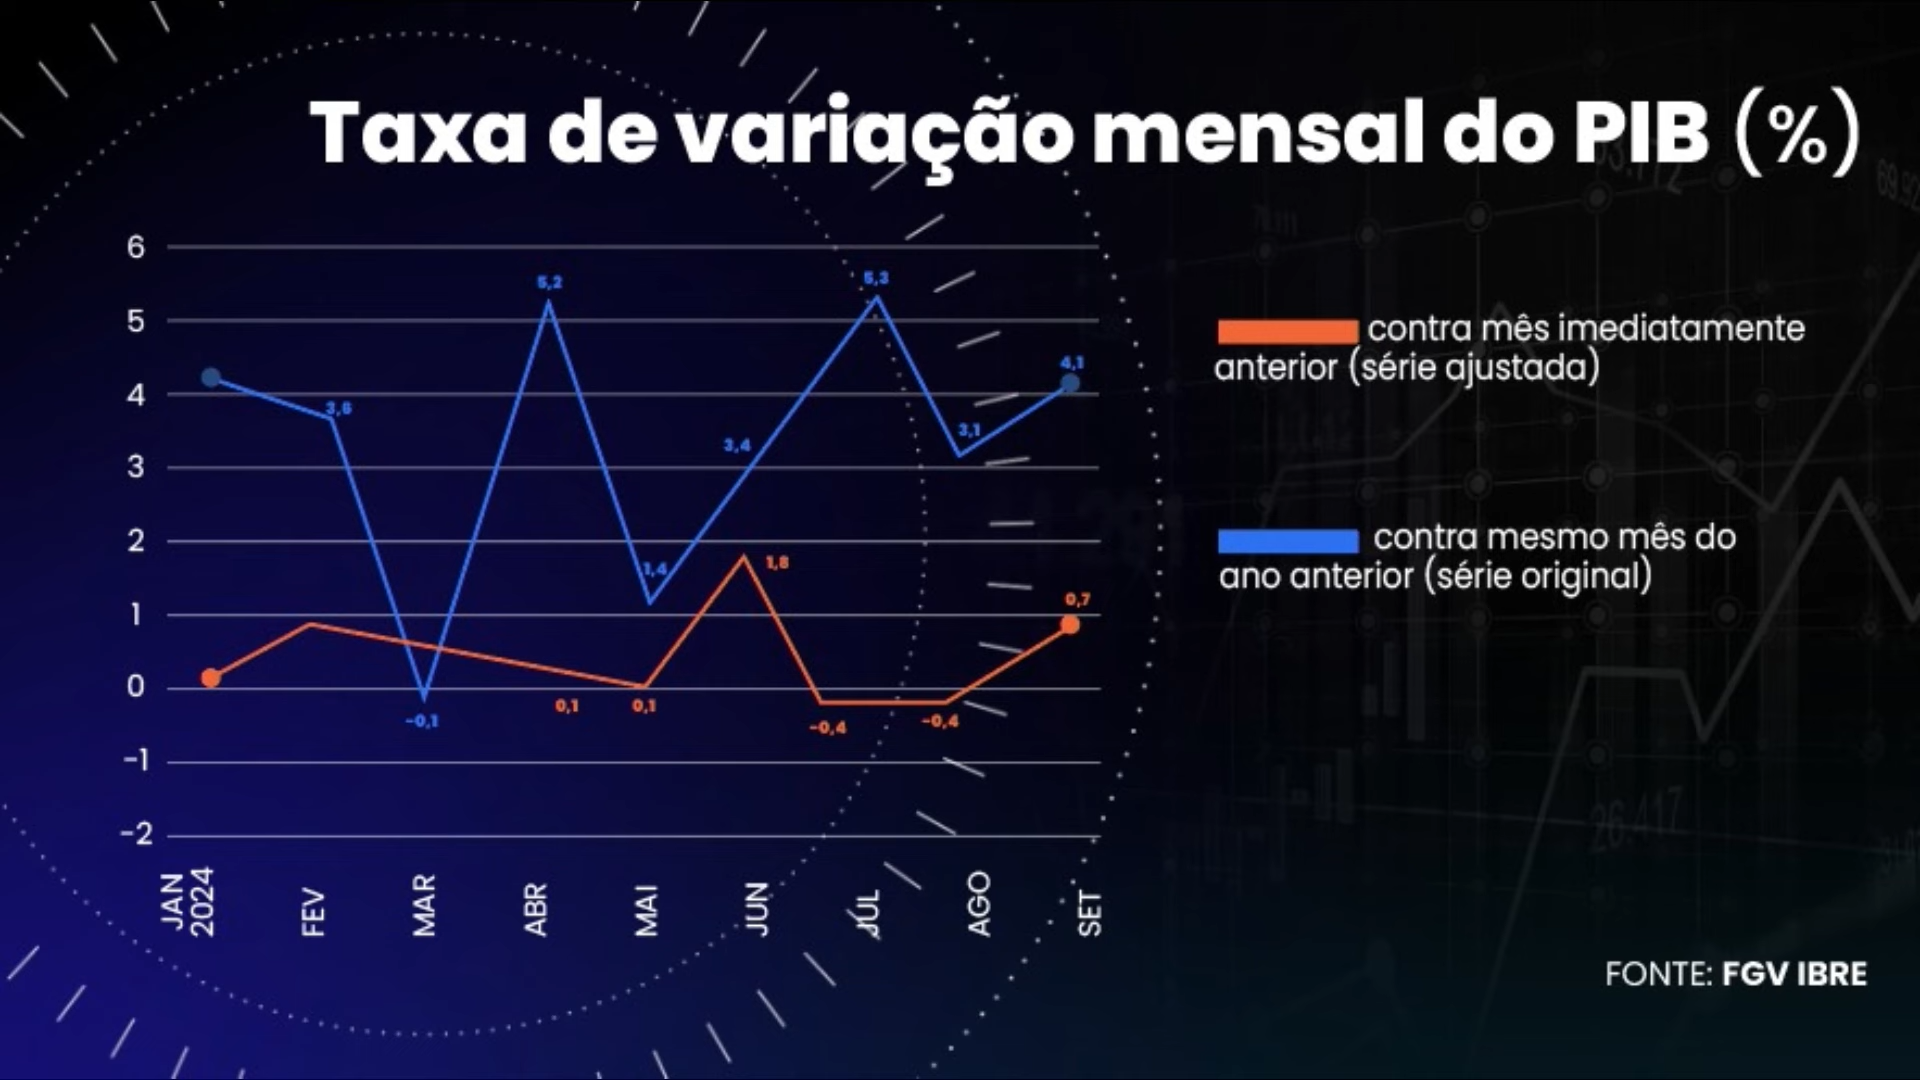 Taxa de variação mensal do PIB (%)
6
5
4
3
2
1
0
-1
-2
5,2
5,3
4,1
3,6
3,1
3,4
1,4
1,8
0,7
-0,1
0,1
0,1
-0,4
-0,4
JAN
2024
FEV
MAR
ABR
MAI
JUN
JUL
AGO
SET
contra mês imediatamente
anterior (série ajustada)
contra mesmo mês do
ano anterior (série original)
FONTE: FGV IBRE
26.417